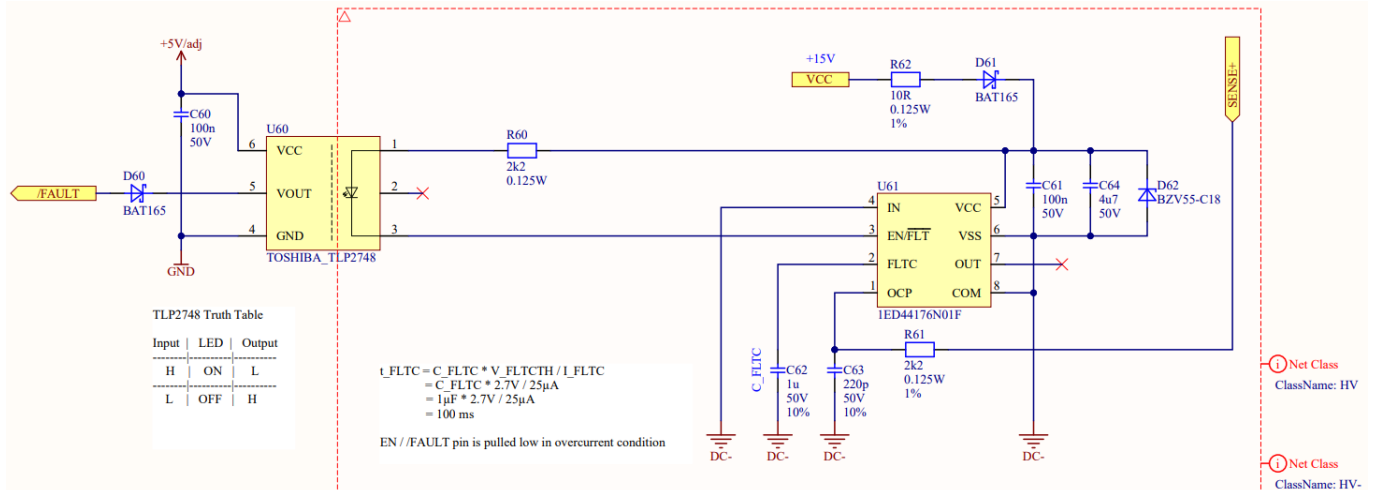 +5V/adj
C60
100n
50V
U60
6
VCC
1
5
VOUT
2
4
GND
3
TOSHIBA_TLP2748
/FAULT
D60
BAT165
GND
R60
2k2
0.125W
+15V
VCC
R62
10R
0.125W
1%
D61
BAT165
SENSE+
U61
4
IN
VCC
5
3
EN/FLT
VSS
6
2
FLTC
OUT
7
1
OCP
COM
8
1ED44176N01F
C61
100n
50V
C64
4u7
50V
D62
BZV55-C18
R61
2k2
0.125W
1%
C_FLTC
C62
1u
50V
10%
C63
220p
50V
10%
DC-
DC-
DC-
DC-
TLP2748 Truth Table
Input | LED | Output
--------|----------|----------
H | ON | L
--------|----------|----------
L | OFF | H
t_FLTC = C_FLTC * V_FLTCTH / I_FLTC
= C_FLTC * 2.7V / 25µA
= 1µF * 2.7V / 25µA
= 100 ms
EN / /FAULT pin is pulled low in overcurrent condition
i Net Class
ClassName: HV
i Net Class
ClassName: HV-